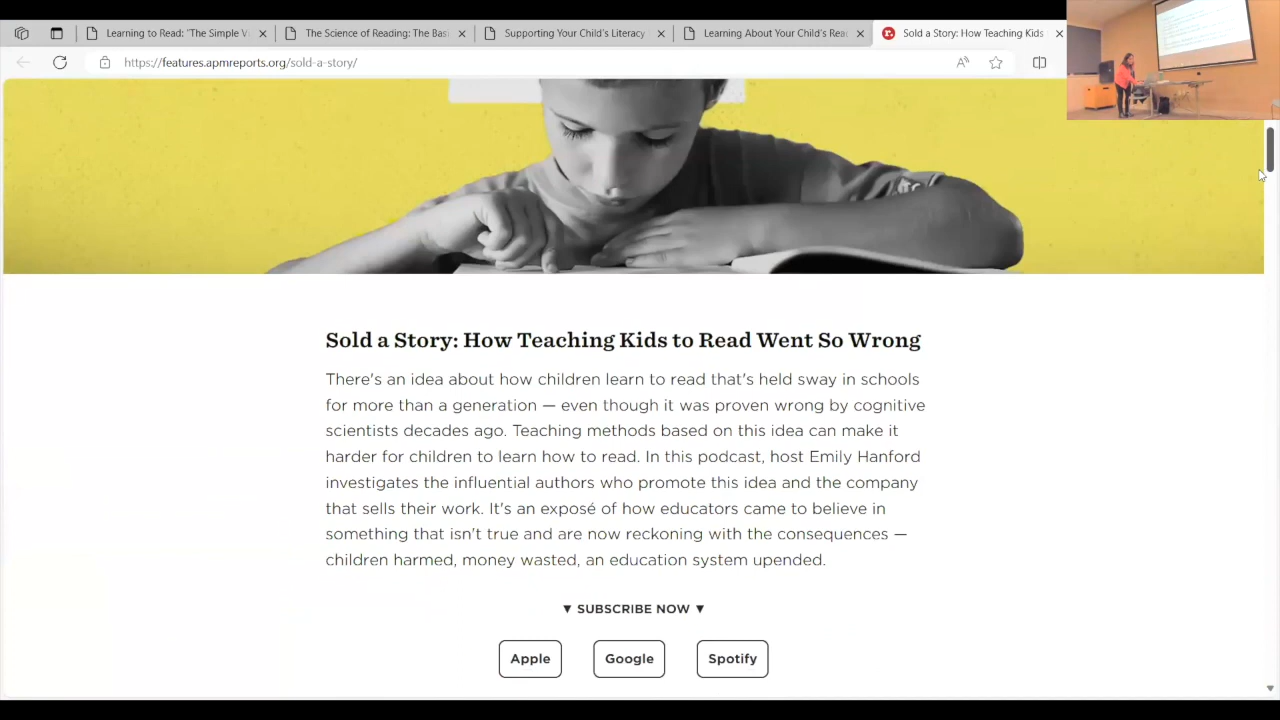 Learning to Read: "The Simple V
The Science of Reading: The Basi
Supporting Your Child's Literacy
Learning About Your Child's Rea
Sold a Story: How Teaching Kids
https://features.apmreports.org/sold-a-story/
Sold a Story: How Teaching Kids to Read Went So Wrong
There's an idea about how children learn to read that's held sway in schools
for more than a generation — even though it was proven wrong by cognitive
scientists decades ago. Teaching methods based on this idea can make it
harder for children to learn how to read. In this podcast, host Emily Hanford
investigates the influential authors who promote this idea and the company
that sells their work. It's an exposé of how educators came to believe in
something that isn't true and are now reckoning with the consequences —
children harmed, money wasted, an education system upended.
▼ SUBSCRIBE NOW ▼
Apple
Google
Spotify